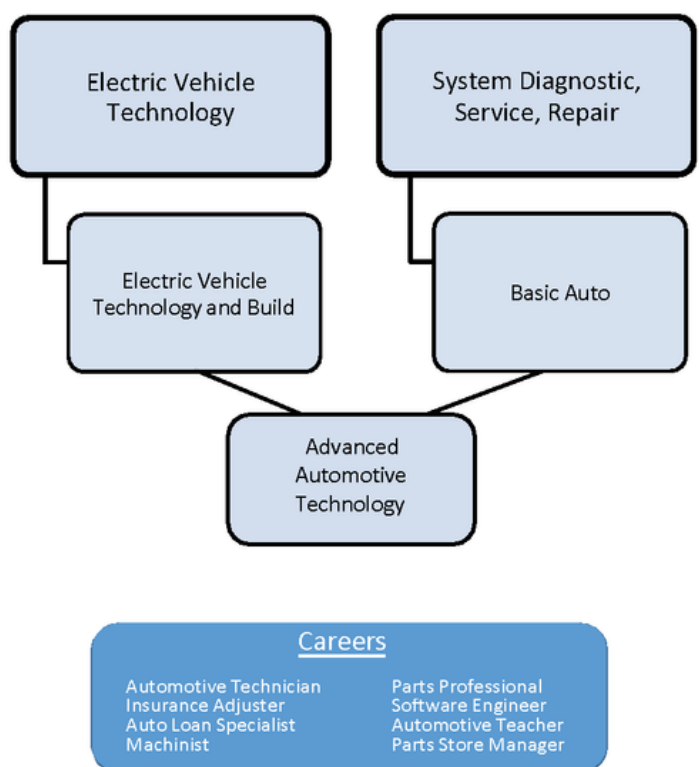 Electric Vehicle
Technology
System Diagnostic,
Service, Repair
Electric Vehicle
Technology and Build
Basic Auto
Advanced
Automotive
Technology
Careers
Automotive Technician
Insurance Adjuster
Auto Loan Specialist
Machinist
Parts Professional
Software Engineer
Automotive Teacher
Parts Store Manager